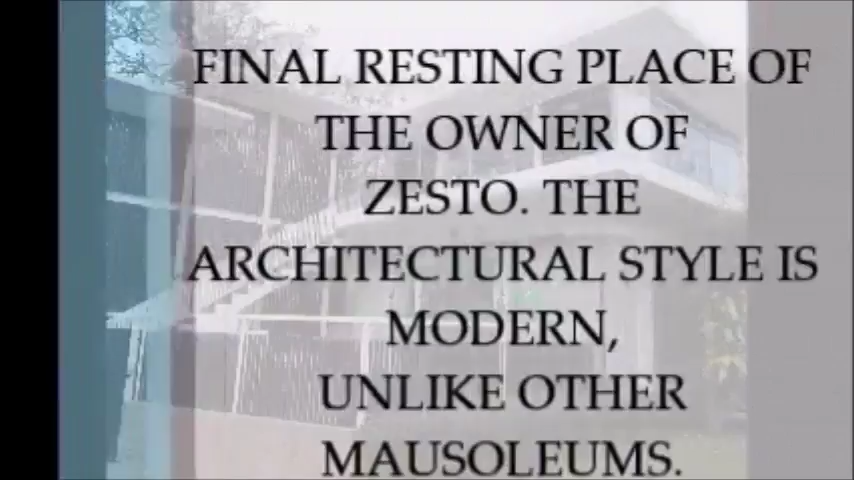 FINAL RESTING PLACE OF
THE OWNER OF
ZESTO. THE
ARCHITECTURAL STYLE IS
MODERN,
UNLIKE OTHER
MAUSOLEUMS.